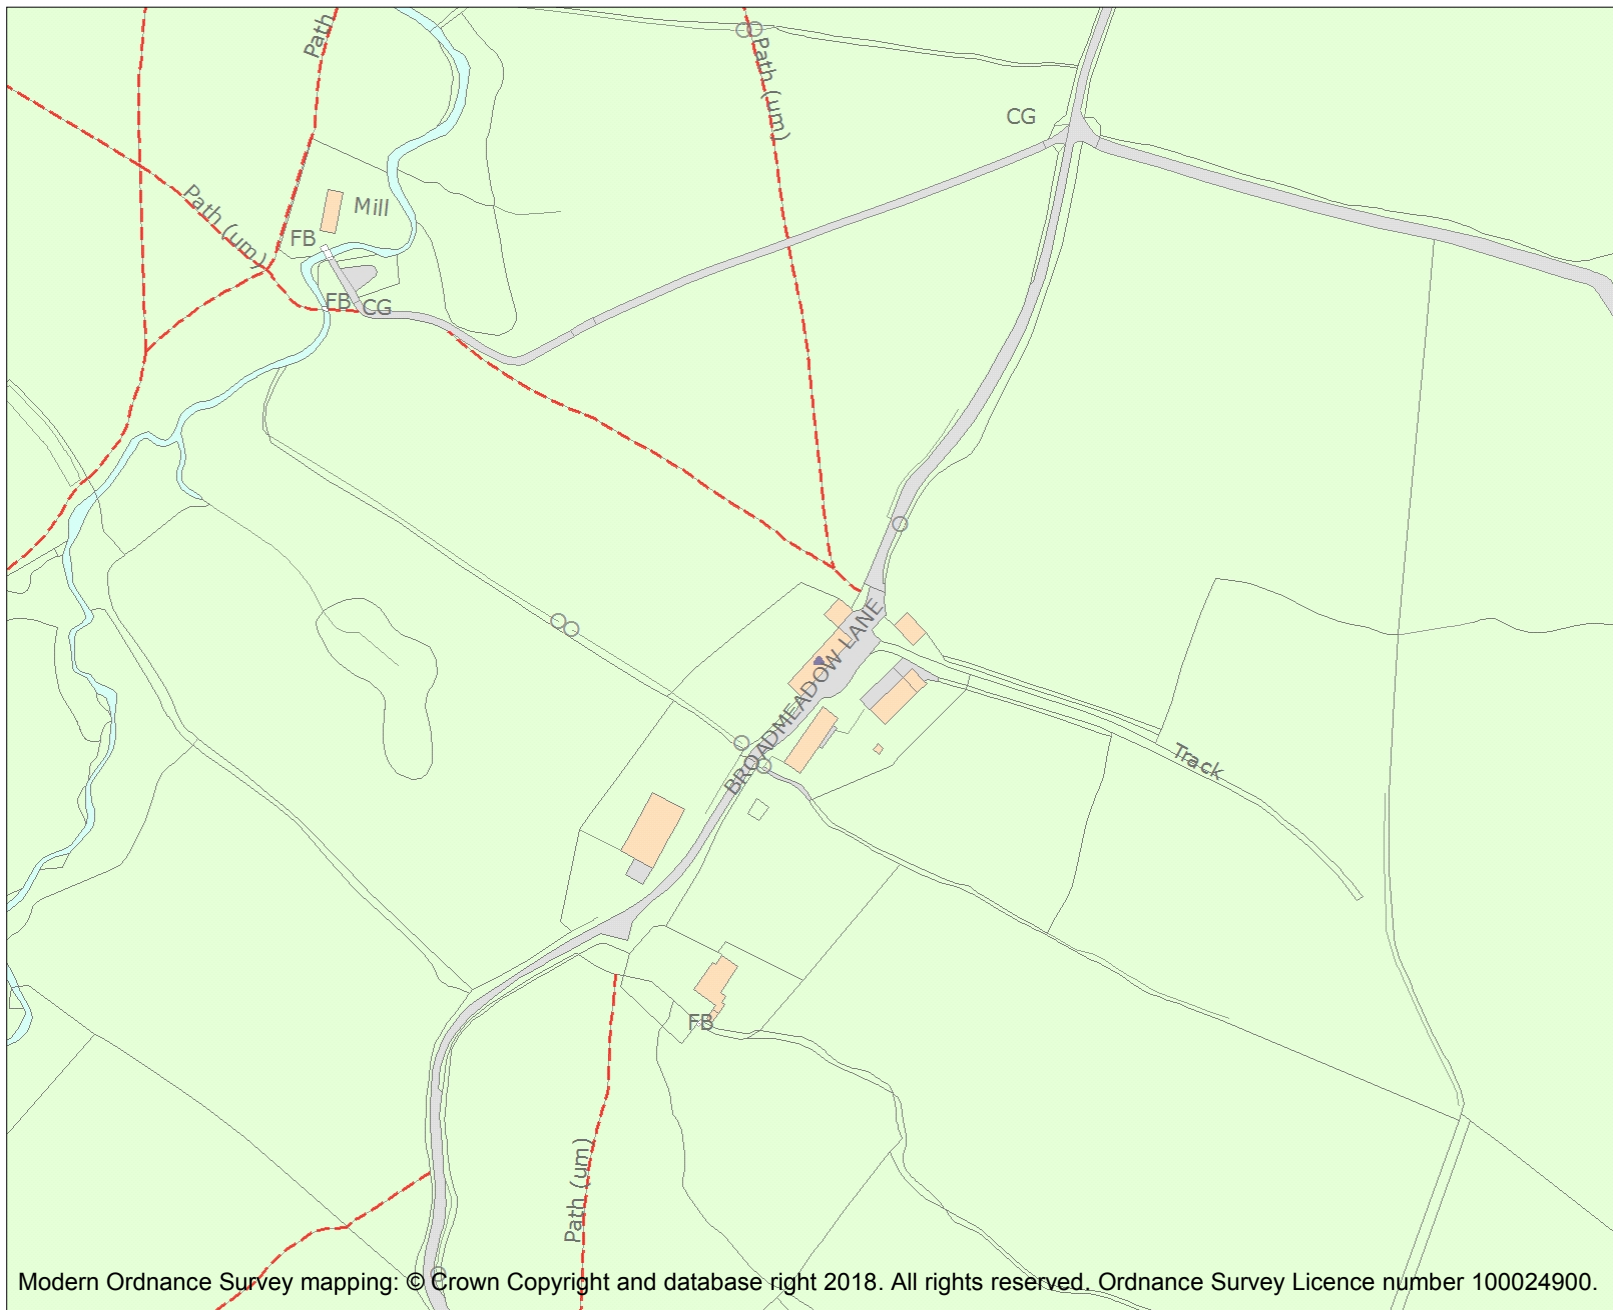 Path
Path (um)
CG
Path (um)
Mill
FB
FB
CG
BROADMEADOW LANE
Track
FB
Path (um)
Modern Ordnance Survey mapping: © Crown Copyright and database right 2018. All rights reserved. Ordnance Survey Licence number 100024900.